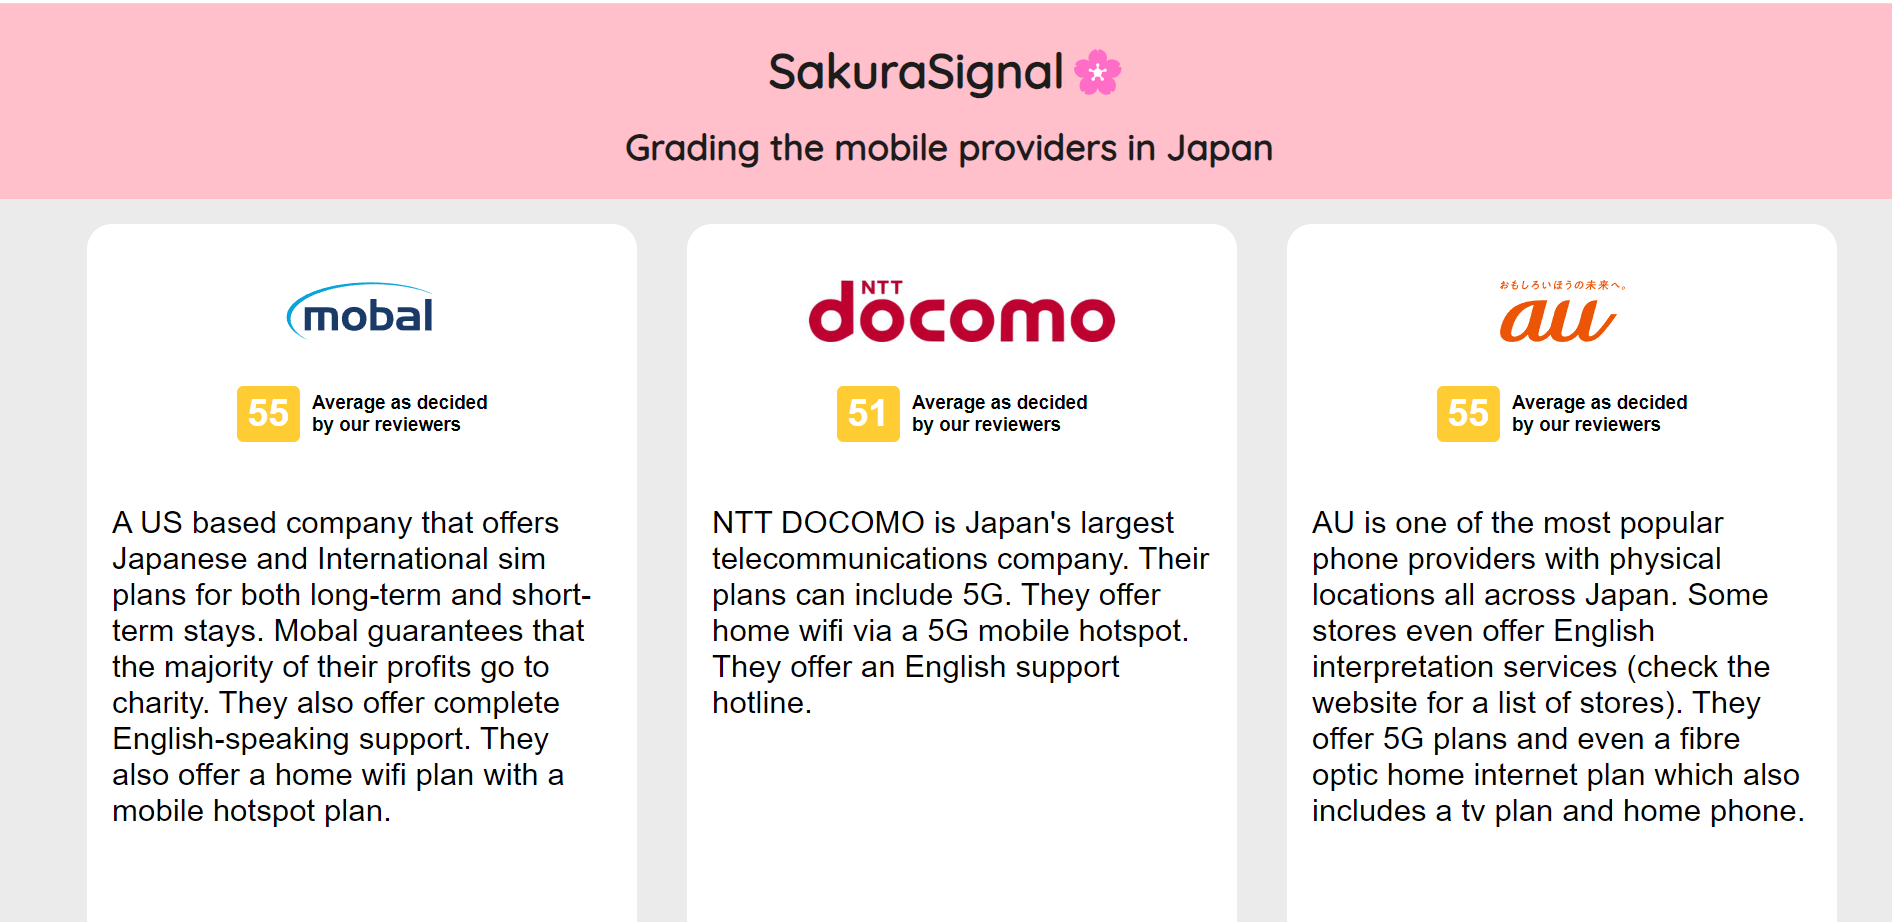 SakuraSignal
Grading the mobile providers in Japan
mobal
55
Average as decided
by our reviewers
A US based company that offers
Japanese and International sim
plans for both long-term and short-
term stays. Mobal guarantees that
the majority of their profits go to
charity. They also offer complete
English-speaking support. They
also offer a home wifi plan with a
mobile hotspot plan.
NTT
docomo
51
Average as decided
by our reviewers
NTT DOCOMO is Japan's largest
telecommunications company. Their
plans can include 5G. They offer
home wifi via a 5G mobile hotspot.
They offer an English support
hotline.
おもしろいほうの未来へ。
au
55
Average as decided
by our reviewers
AU is one of the most popular
phone providers with physical
locations all across Japan. Some
stores even offer English
interpretation services (check the
website for a list of stores). They
offer 5G plans and even a fibre
optic home internet plan which also
includes a tv plan and home phone.